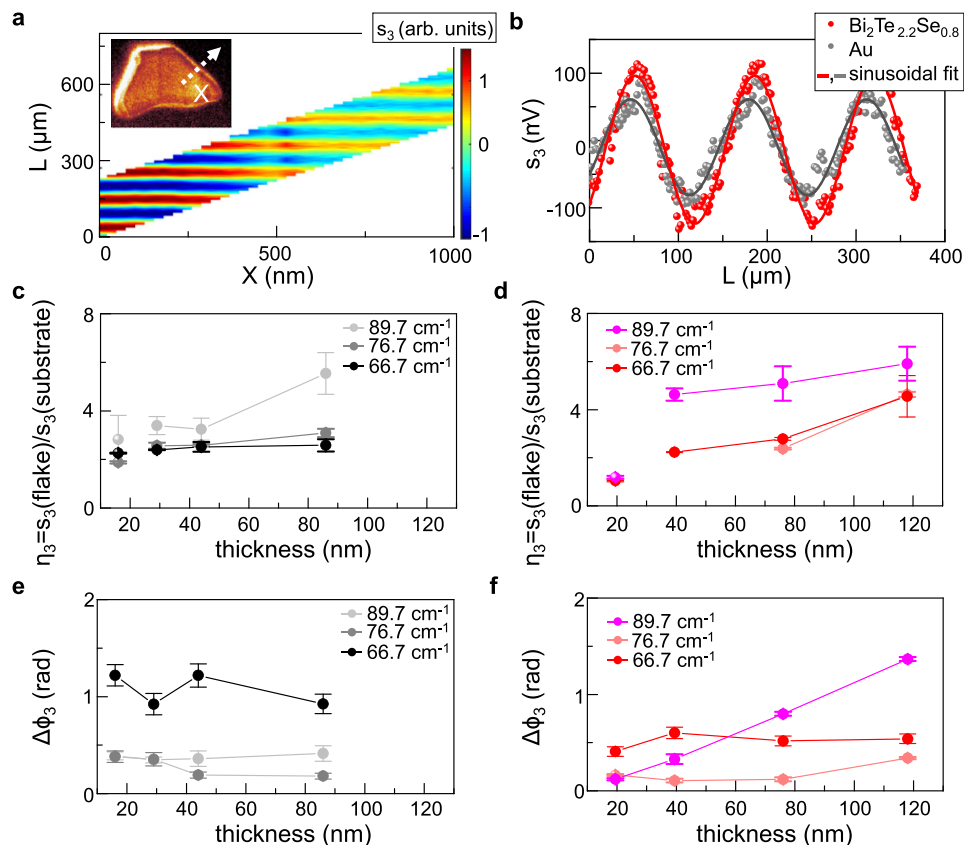 a
s₃ (arb. units)
X
L (μm)
600
300
0
0
500
1000
X (nm)
1
0
-1
b
Bi₂Te₂.₂Se₀.₈
Au
, sinusoidal fit
s₃ (mV)
100
0
-100
0
100
200
300
400
L (μm)
c
89.7 cm⁻¹
76.7 cm⁻¹
66.7 cm⁻¹
η₃=s₃(flake)/s₃(substrate)
8
6
4
2
0
20
40
60
80
100
120
thickness (nm)
d
89.7 cm⁻¹
76.7 cm⁻¹
66.7 cm⁻¹
η₃=s₃(flake)/s₃(substrate)
8
4
0
20
40
60
80
100
120
thickness (nm)
e
89.7 cm⁻¹
76.7 cm⁻¹
66.7 cm⁻¹
Δϕ₃ (rad)
2
1
0
20
40
60
80
100
120
thickness (nm)
f
89.7 cm⁻¹
76.7 cm⁻¹
66.7 cm⁻¹
Δϕ₃ (rad)
2
1
0
20
40
60
80
100
120
thickness (nm)